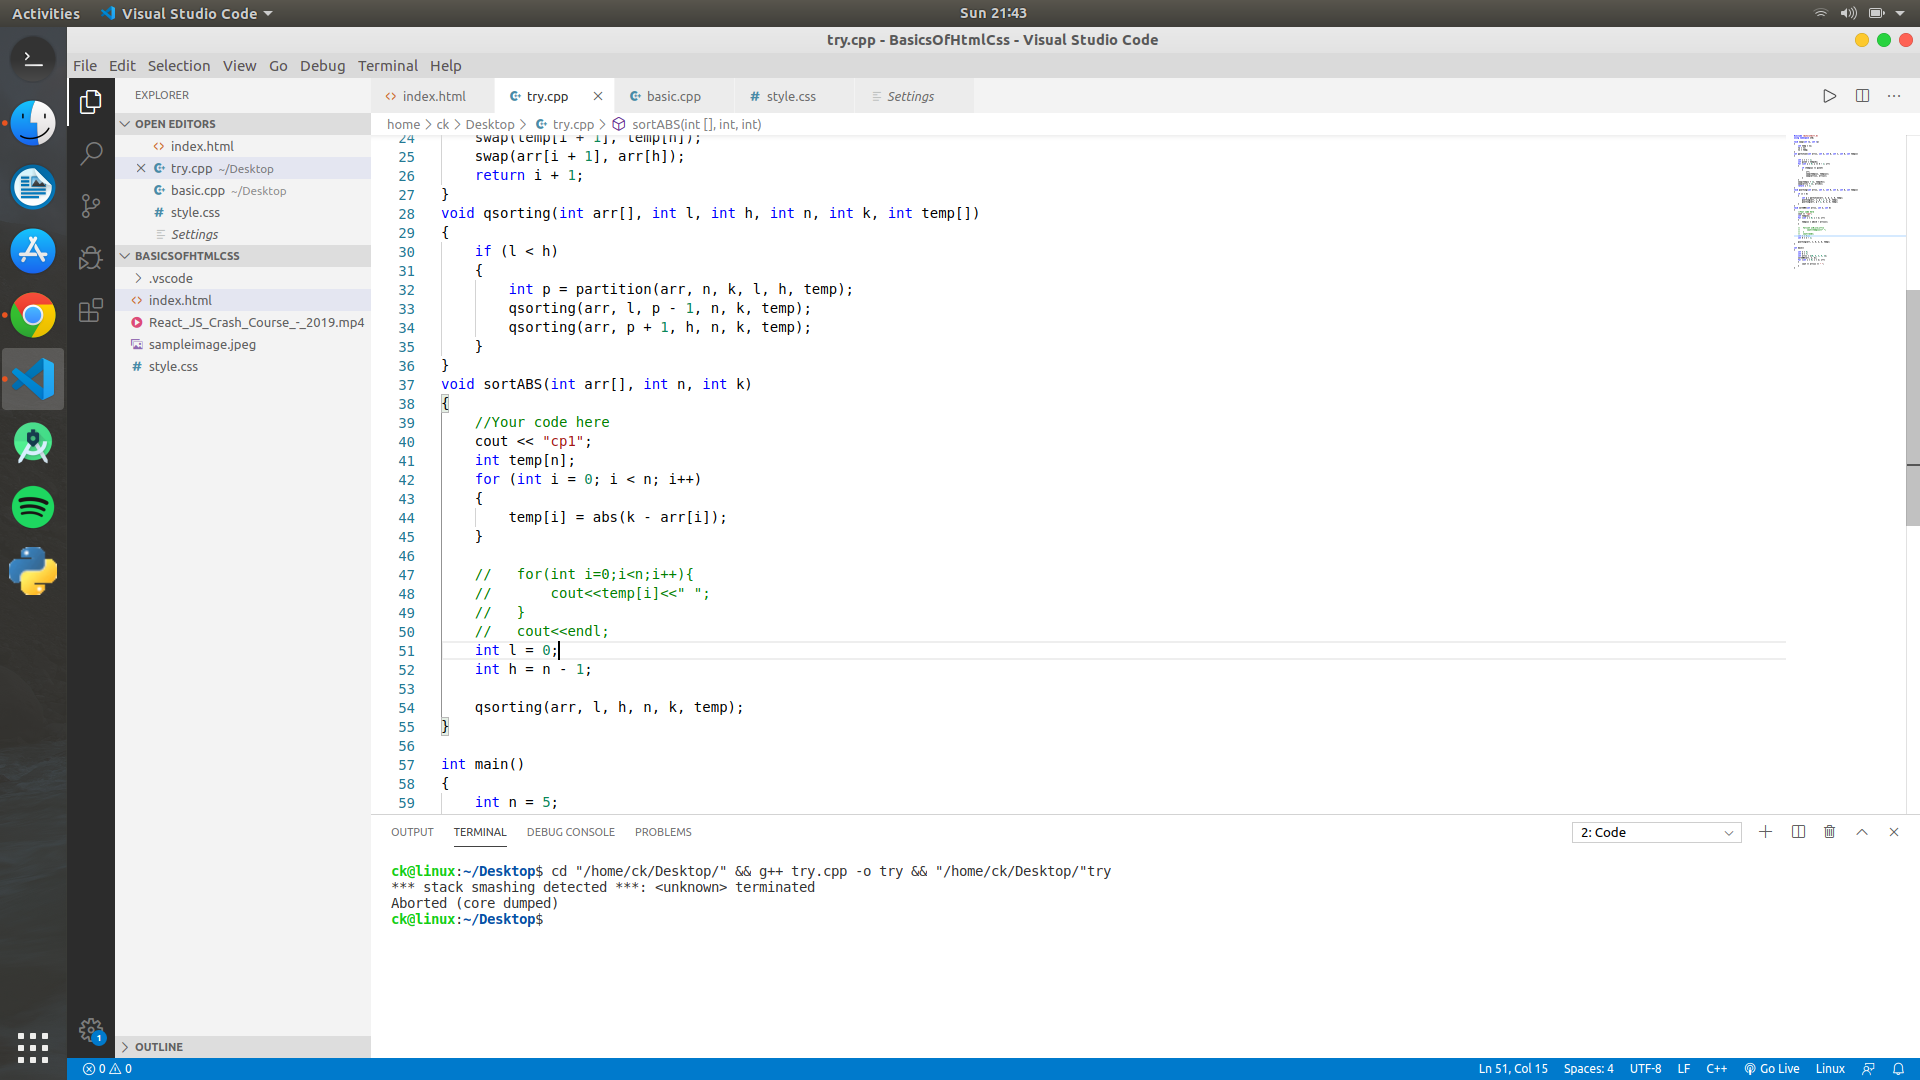 Activities
Visual Studio Code
Sun 21:43
try.cpp - BasicsOfHtmlCss - Visual Studio Code
File Edit Selection View Go Debug Terminal Help
EXPLORER
OPEN EDITORS
index.html
try.cpp ~/Desktop
basic.cpp ~/Desktop
# style.css
Settings
BASICSOFHTMLCSS
.vscode
index.html
React_JS_Crash_Course_-_2019.mp4
sampleimage.jpeg
# style.css
OUTLINE
index.html try.cpp basic.cpp # style.css Settings
home > ck > Desktop > try.cpp > sortABS(int [], int, int)
24 swap(temp[i + 1], temp[h]);
25 swap(arr[i + 1], arr[h]);
26 return i + 1;
27 }
28 void qsorting(int arr[], int l, int h, int n, int k, int temp[])
29 {
30 if (l < h)
31 {
32 int p = partition(arr, n, k, l, h, temp);
33 qsorting(arr, l, p - 1, n, k, temp);
34 qsorting(arr, p + 1, h, n, k, temp);
35 }
36 }
37 void sortABS(int arr[], int n, int k)
38 {
39 //Your code here
40 cout << "cp1";
41 int temp[n];
42 for (int i = 0; i < n; i++)
43 {
44 temp[i] = abs(k - arr[i]);
45 }
46
47 // for(int i=0;i<n;i++){
48 // cout<<temp[i]<<" ";
49 // }
50 // cout<<endl;
51 int l = 0;
52 int h = n - 1;
53
54 qsorting(arr, l, h, n, k, temp);
55 }
56
57 int main()
58 {
59 int n = 5;
OUTPUT TERMINAL DEBUG CONSOLE PROBLEMS
2: Code
ck@linux:~/Desktop$ cd "/home/ck/Desktop/" && g++ try.cpp -o try && "/home/ck/Desktop/"try
*** stack smashing detected ***: <unknown> terminated
Aborted (core dumped)
ck@linux:~/Desktop$
1
0 0
Ln 51, Col 15 Spaces: 4 UTF-8 LF C++ Go Live Linux